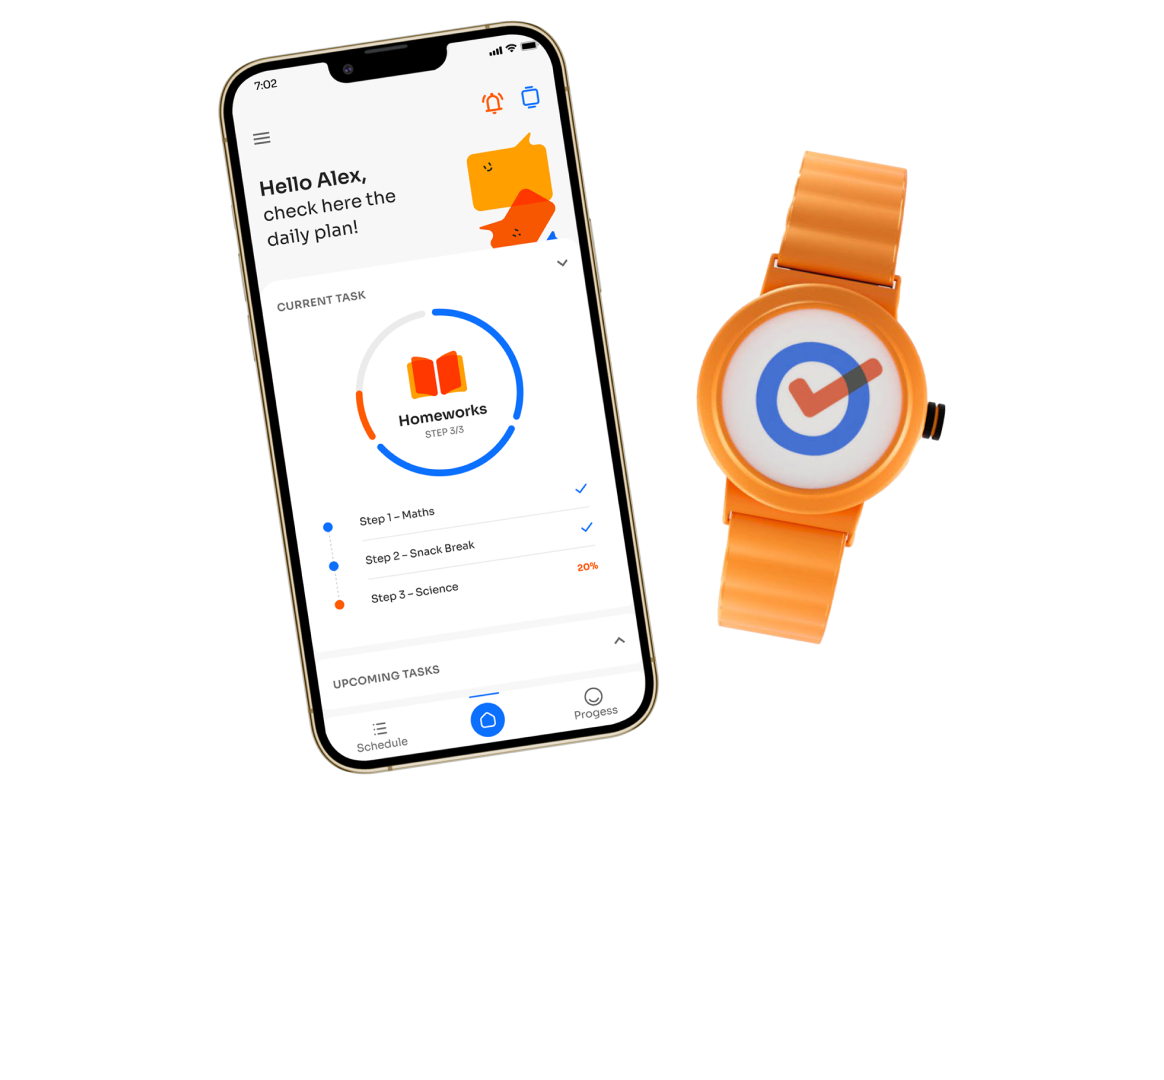 7:02
Hello Alex,
check here the
daily plan!
CURRENT TASK
Homeworks
STEP 3/3
Step 1 – Maths
Step 2 – Snack Break
Step 3 – Science
20%
UPCOMING TASKS
Schedule
Progess